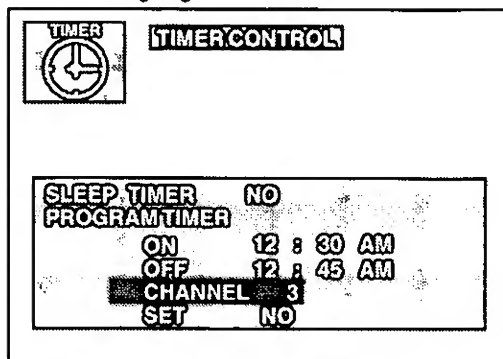 TIMER
TIMER CONTROL
SLEEP TIMER NO
PROGRAM TIMER
ON 12 : 30 AM
OFF 12 : 45 AM
CHANNEL 3
SET NO